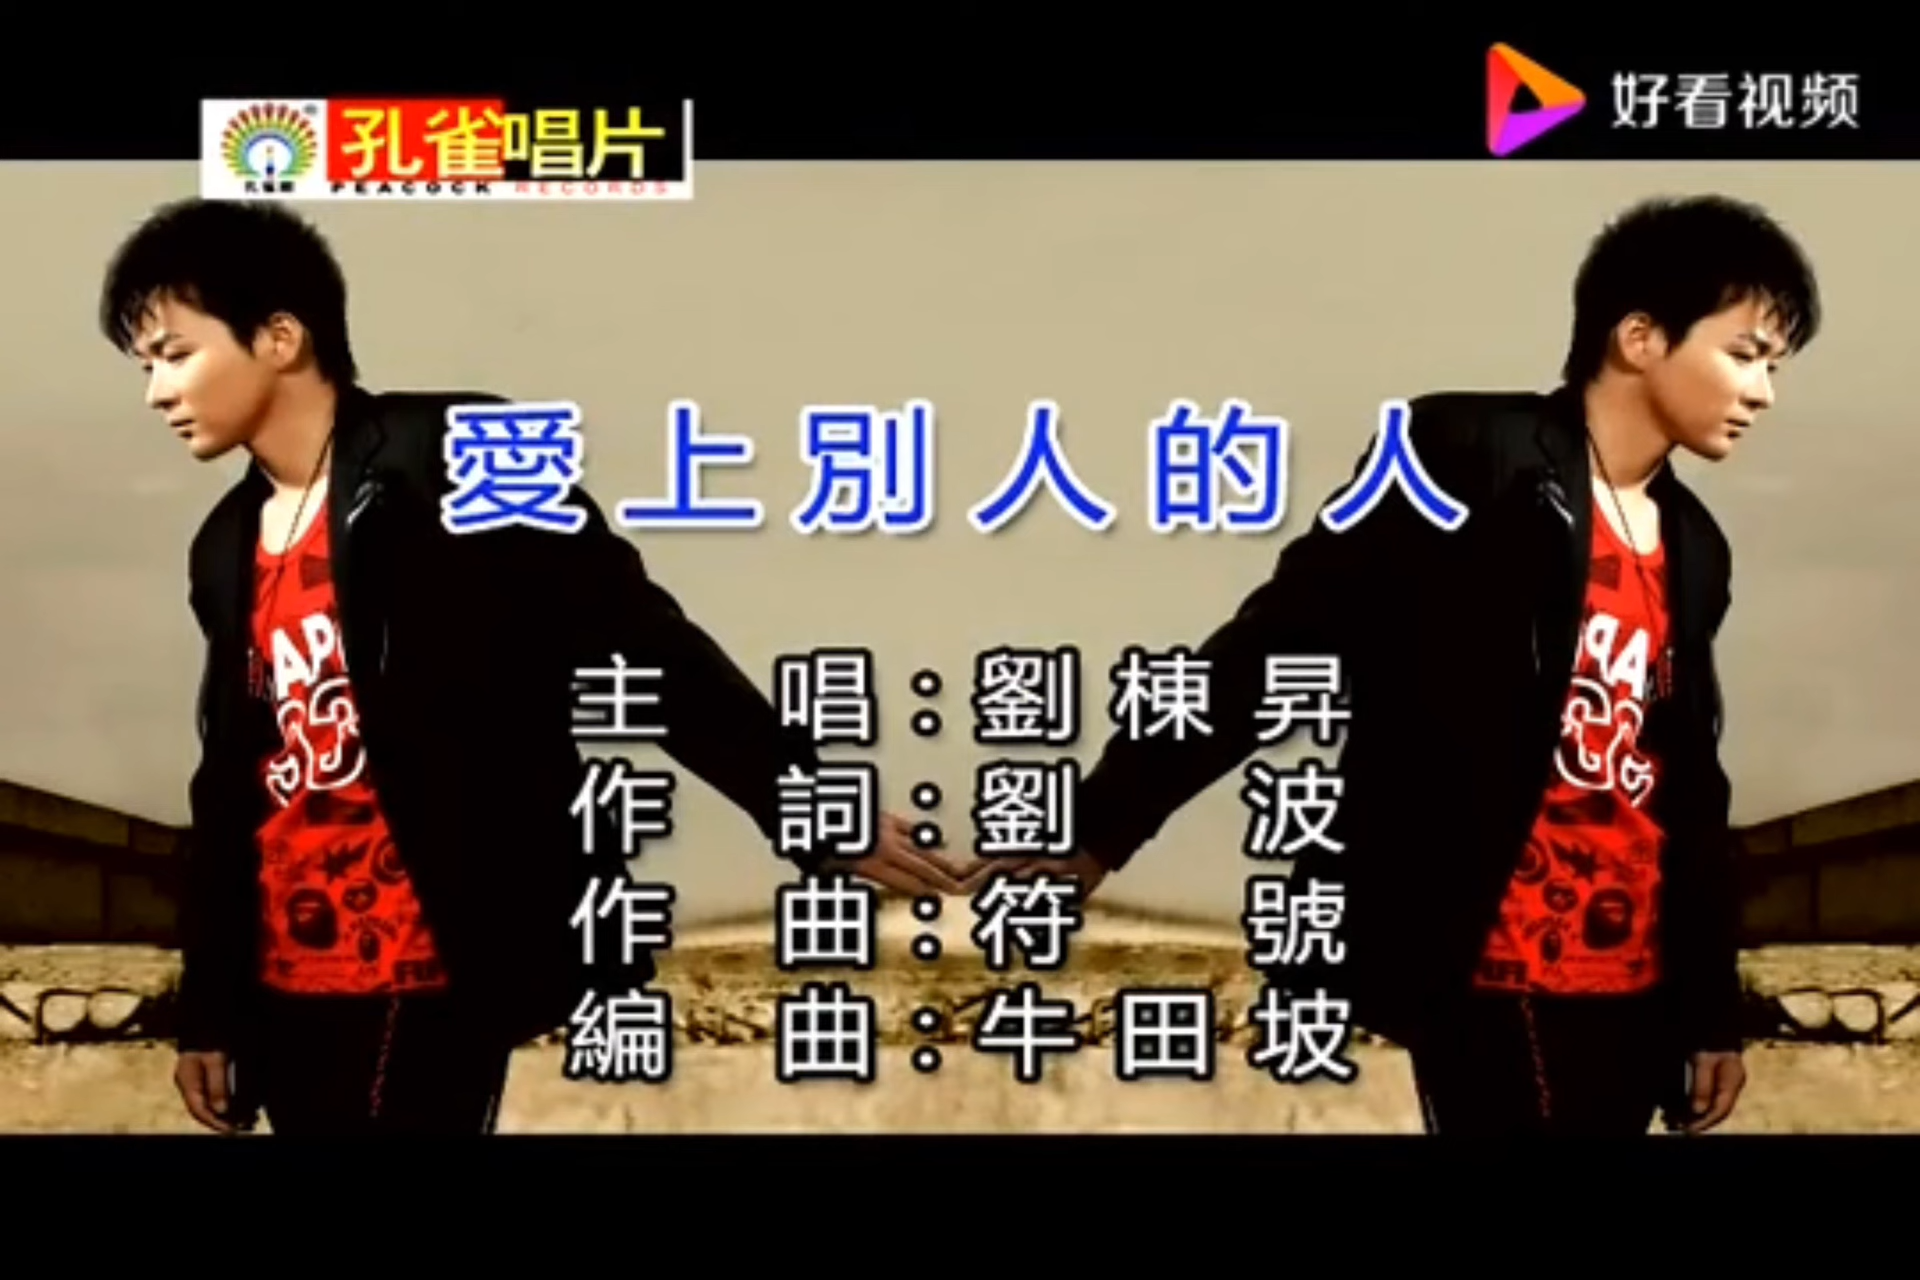 好看视频
孔雀唱片
PEACOCK RECORDS
愛上別人的人
主 唱：劉棟昇
作 詞：劉 波
作 曲：符 號
編 曲：牛田坡